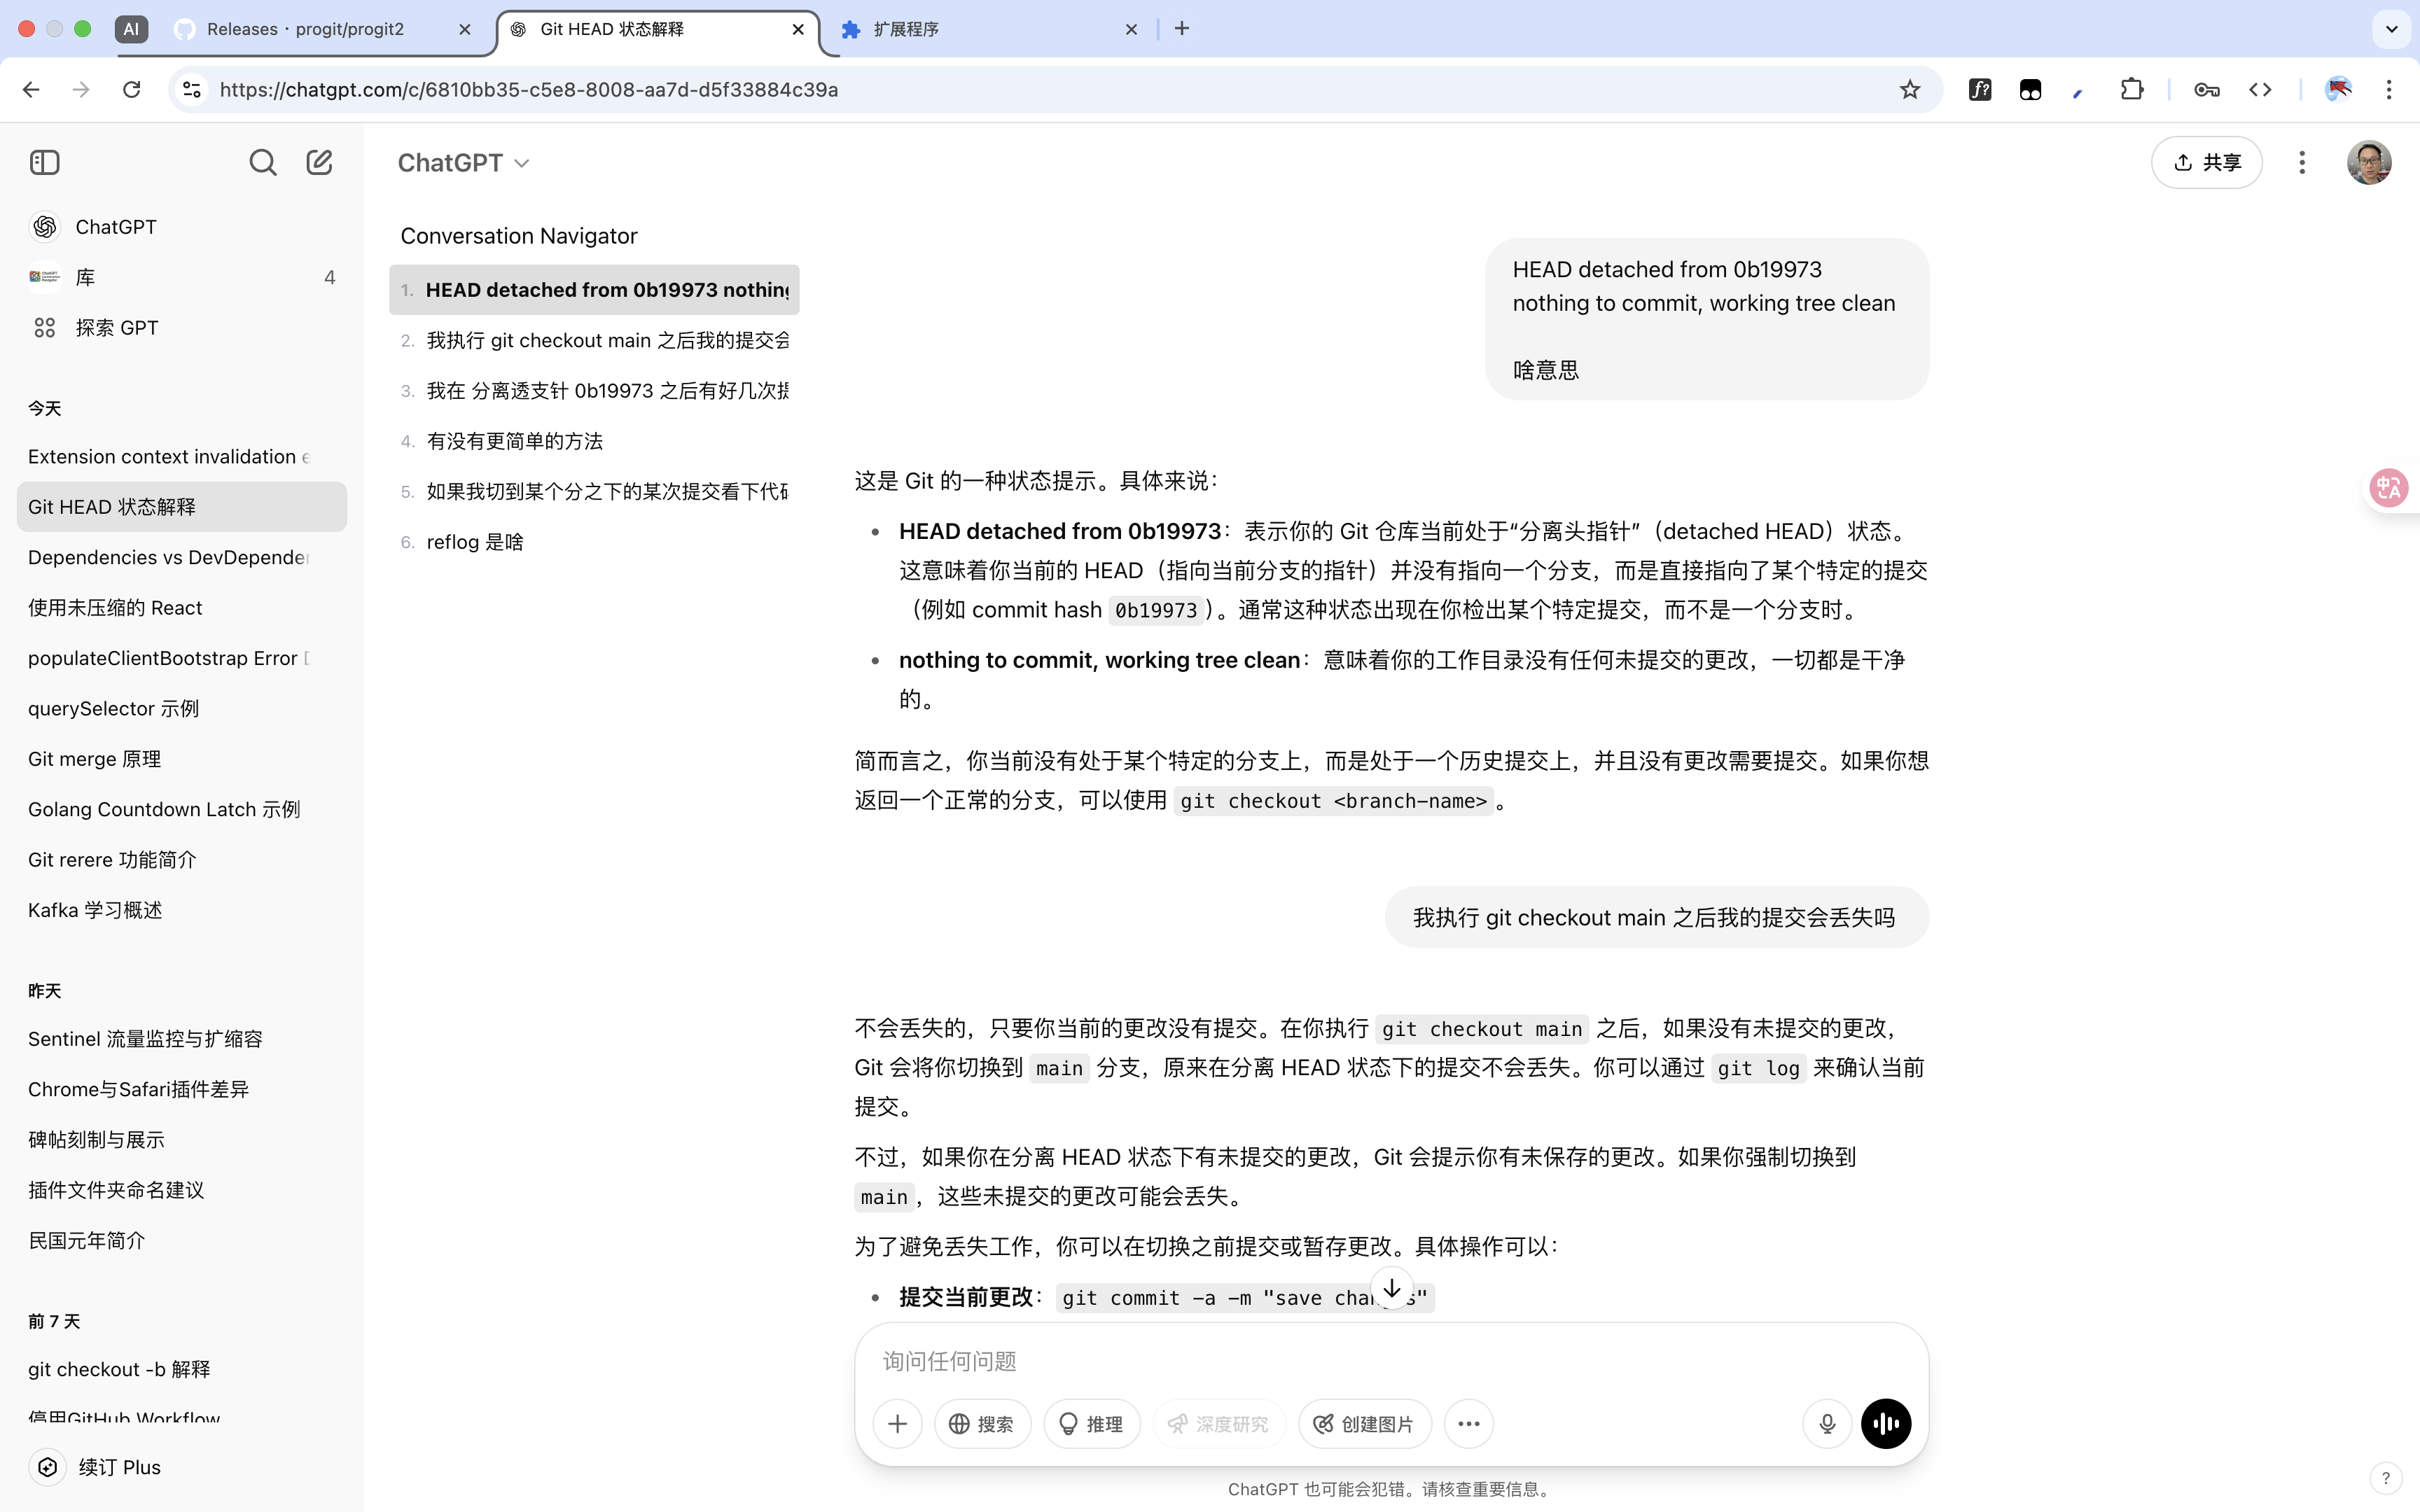 AI
Releases · progit/progit2
Git HEAD 状态解释
扩展程序
https://chatgpt.com/c/6810bb35-c5e8-8008-aa7d-d5f33884c39a
ChatGPT
库
4
探索 GPT
今天
Extension context invalidation e
Git HEAD 状态解释
Dependencies vs DevDepender
使用未压缩的 React
populateClientBootstrap Error D
querySelector 示例
Git merge 原理
Golang Countdown Latch 示例
Git rerere 功能简介
Kafka 学习概述
昨天
Sentinel 流量监控与扩缩容
Chrome与Safari插件差异
碑帖刻制与展示
插件文件夹命名建议
民国元年简介
前 7 天
git checkout -b 解释
停用GitHub Workflow
续订 Plus
ChatGPT
共享
Conversation Navigator
1. HEAD detached from 0b19973 nothing
2. 我执行 git checkout main 之后我的提交会
3. 我在 分离透支针 0b19973 之后有好几次提
4. 有没有更简单的方法
5. 如果我切到某个分之下的某次提交看下代码
6. reflog 是啥
HEAD detached from 0b19973
nothing to commit, working tree clean
啥意思
这是 Git 的一种状态提示。具体来说：
• HEAD detached from 0b19973：表示你的 Git 仓库当前处于“分离头指针”（detached HEAD）状态。
这意味着你当前的 HEAD（指向当前分支的指针）并没有指向一个分支，而是直接指向了某个特定的提交
（例如 commit hash 0b19973）。通常这种状态出现在你检出某个特定提交，而不是一个分支时。
• nothing to commit, working tree clean：意味着你的工作目录没有任何未提交的更改，一切都是干净
的。
简而言之，你当前没有处于某个特定的分支上，而是处于一个历史提交上，并且没有更改需要提交。如果你想
返回一个正常的分支，可以使用 git checkout <branch-name>。
我执行 git checkout main 之后我的提交会丢失吗
不会丢失的，只要你当前的更改没有提交。在你执行 git checkout main 之后，如果没有未提交的更改，
Git 会将你切换到 main 分支，原来在分离 HEAD 状态下的提交不会丢失。你可以通过 git log 来确认当前
提交。
不过，如果你在分离 HEAD 状态下有未提交的更改，Git 会提示你有未保存的更改。如果你强制切换到
main，这些未提交的更改可能会丢失。
为了避免丢失工作，你可以在切换之前提交或暂存更改。具体操作可以：
• 提交当前更改： git commit -a -m "save changes"
询问任何问题
搜索
推理
深度研究
创建图片
ChatGPT 也可能会犯错。请核查重要信息。
?